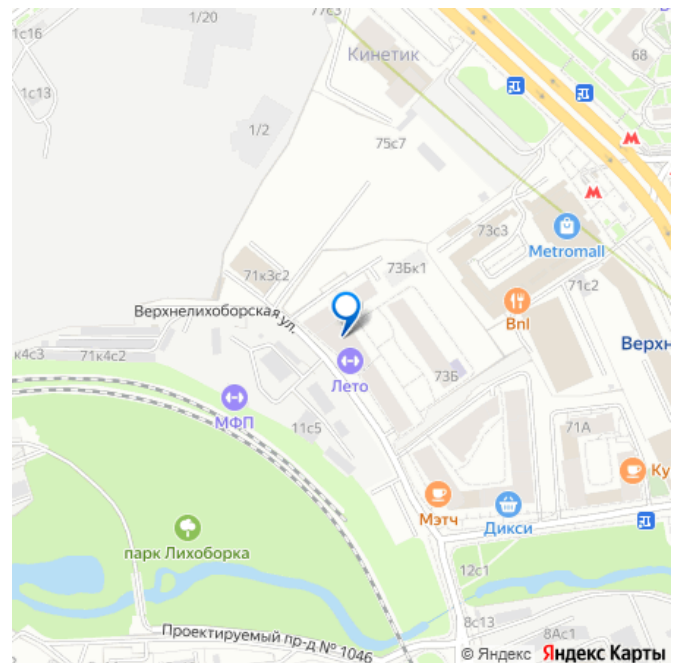 77с3
1/20
1с16
68
Кинетик
1с13
1/2
75с7
73с3
Metromall
71к3с2
73Бк1
71с2
Bnl
Верхнелихоборская ул.
Верхн
к4с3
71к4с2
Лето
73Б
МФП
11с5
71А
Ку
Мэтч
Дикси
парк Лихоборка
12с1
8с13
Проектируемый пр-д № 1046
8Ас1
© Яндекс Яндекс Карты